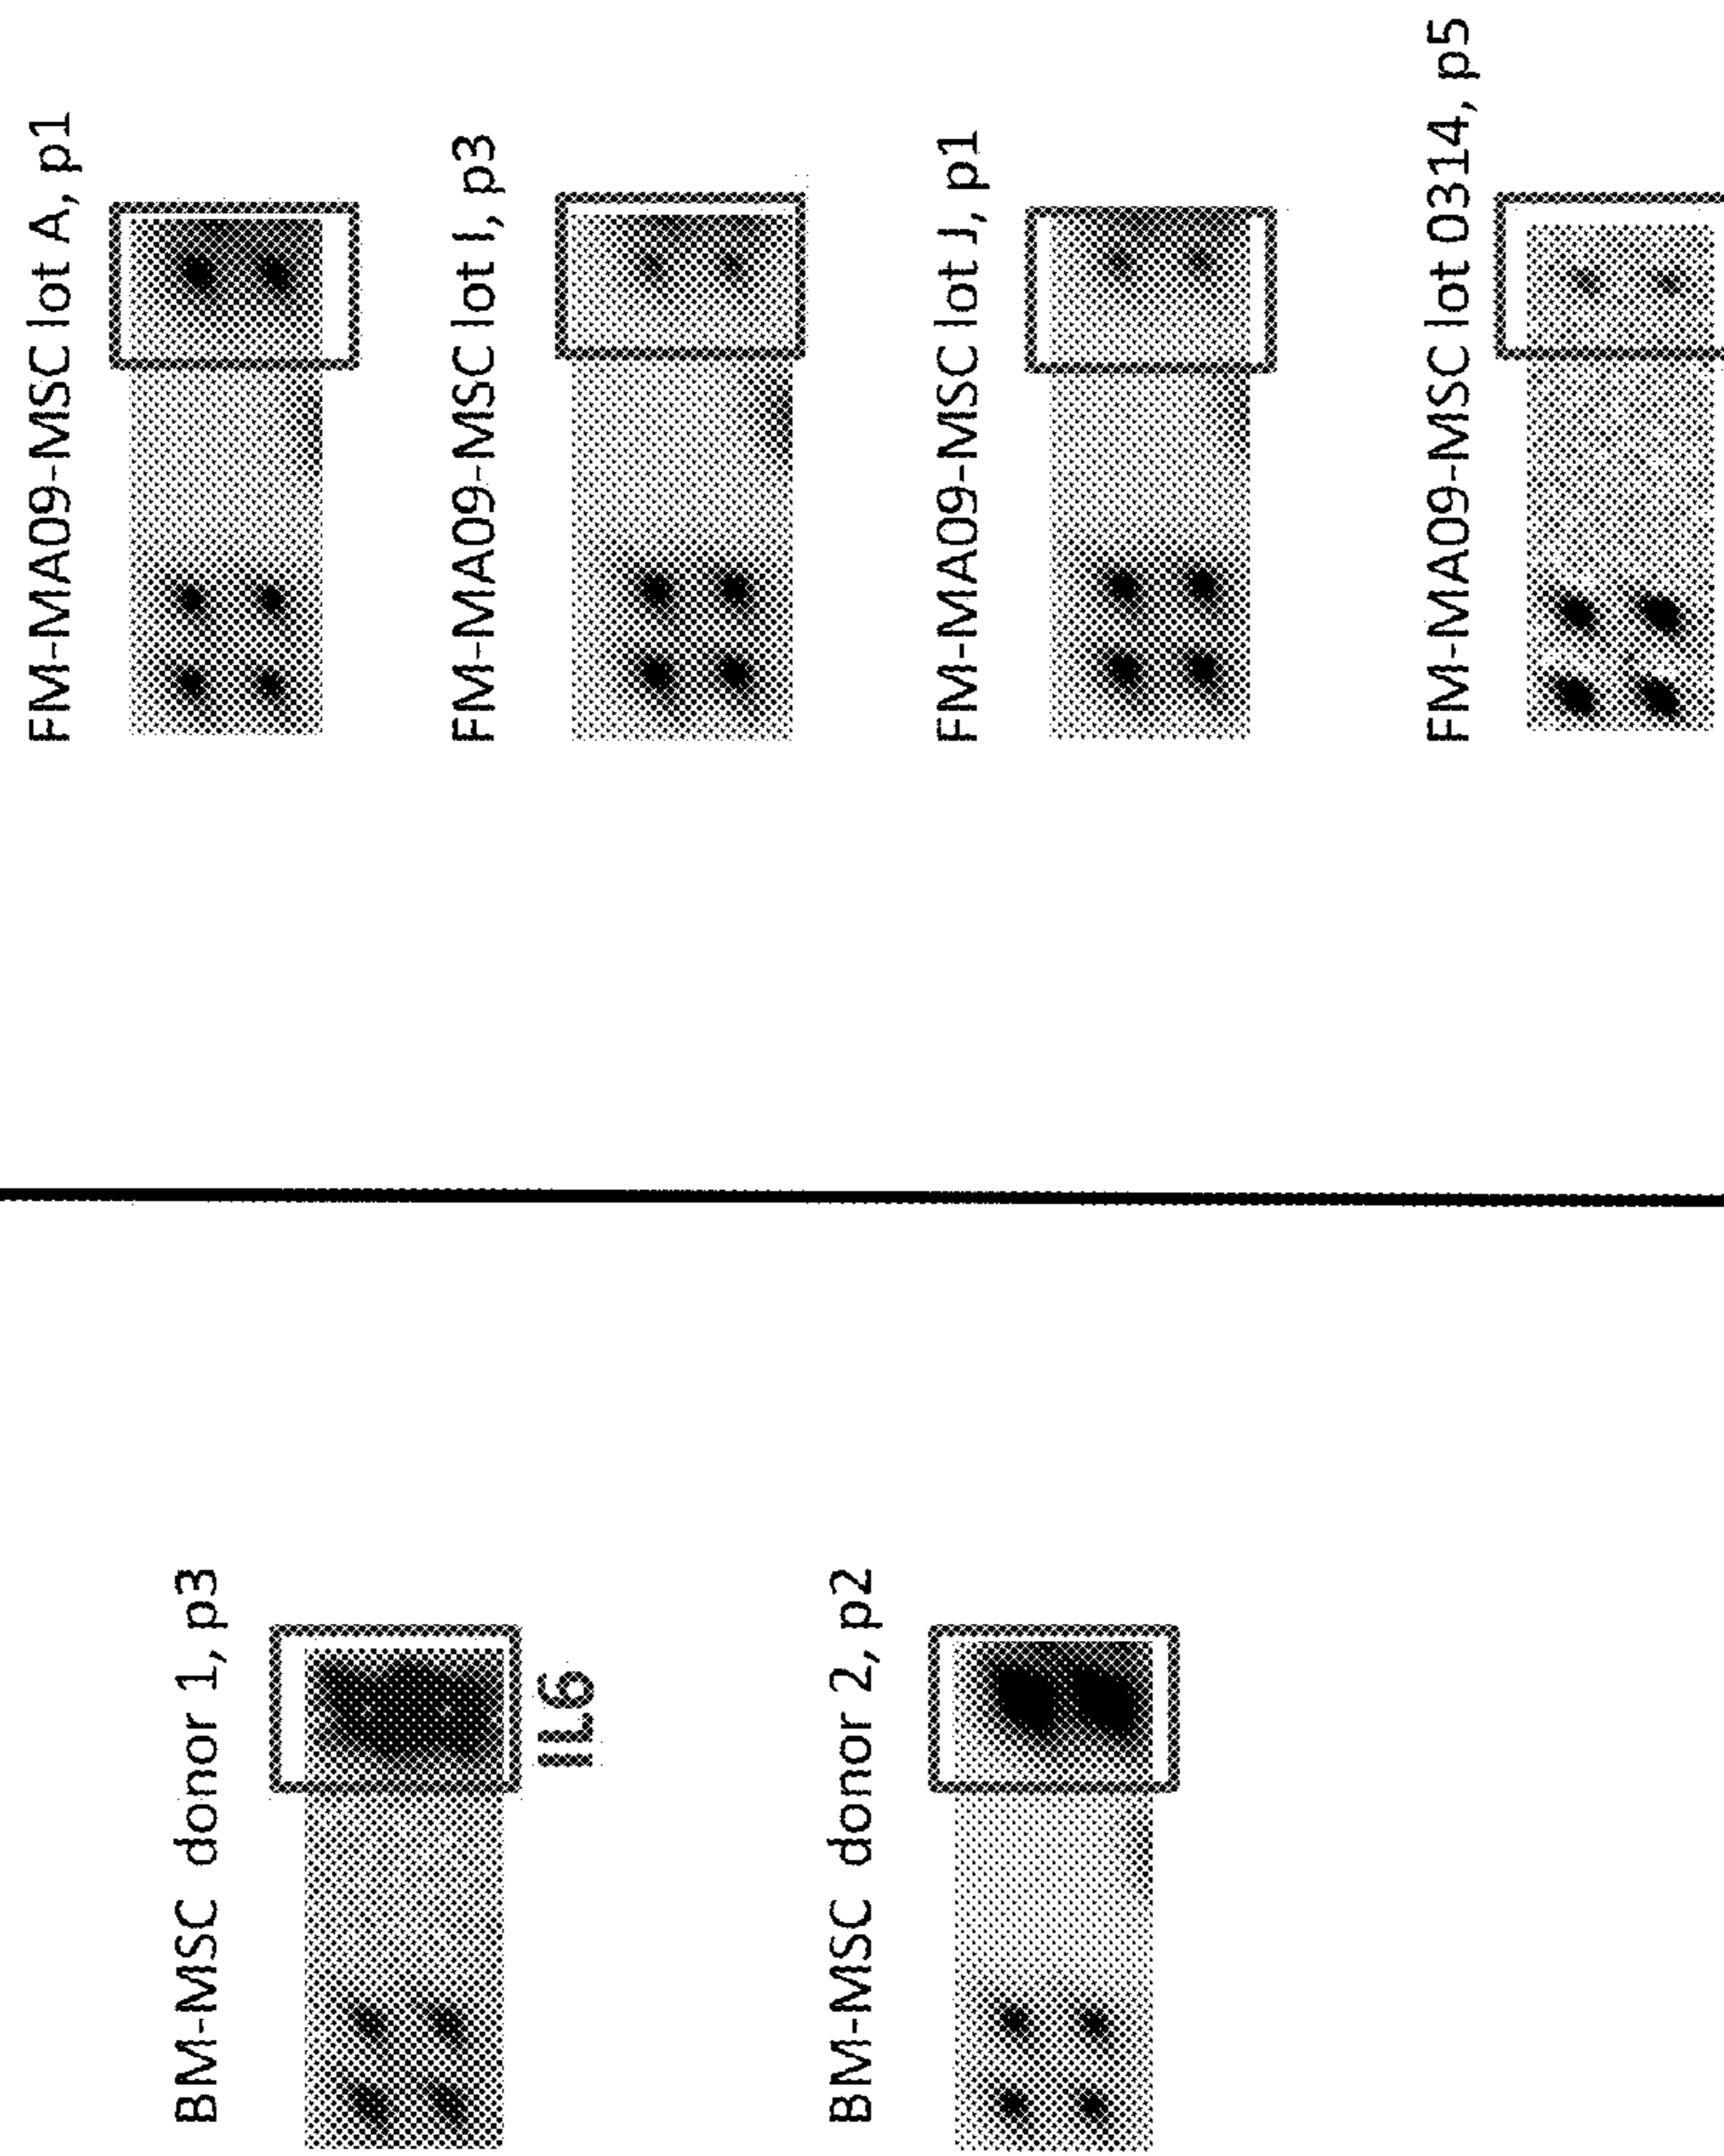 BM-MSC donor 1, p3
IL6
BM-MSC donor 2, p2
FM-MA09-MSC lot A, p1
FM-MA09-MSC lot I, p3
FM-MA09-MSC lot J, p1
FM-MA09-MSC lot 0314, p5